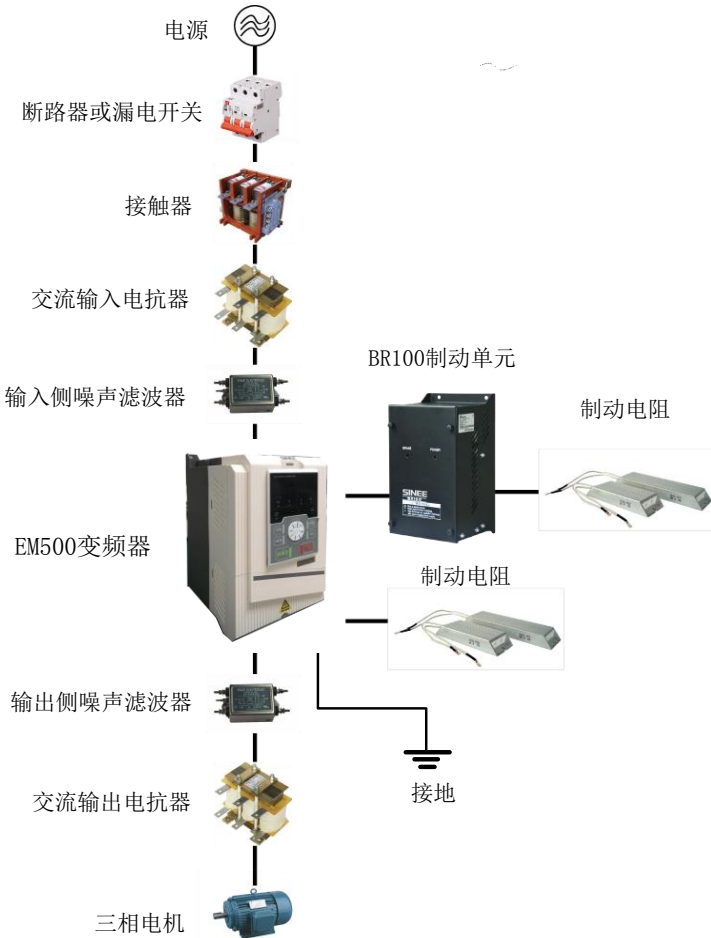 电源
断路器或漏电开关
接触器
交流输入电抗器
BR100制动单元
输入侧噪声滤波器
制动电阻
SINEE
EM500变频器
制动电阻
输出侧噪声滤波器
交流输出电抗器
接地
三相电机